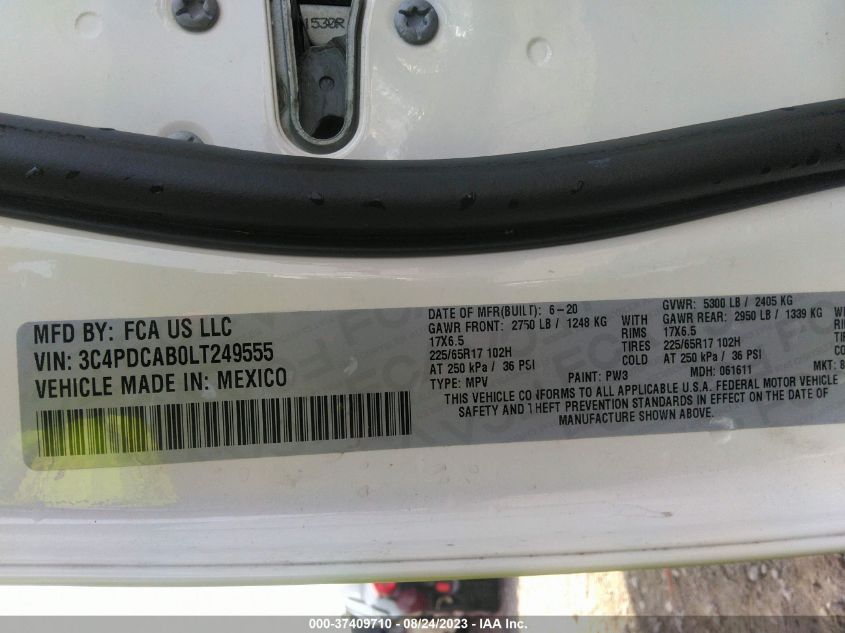 1530R
MFD BY: FCA US LLC
VIN: 3C4PDCAB0LT249555
VEHICLE MADE IN: MEXICO
DATE OF MFR(BUILT): 6-20
GAWR FRONT: 2750 LB / 1248 KG WITH
17X6.5 RIMS
225/65R17 102H TIRES
AT 250 kPa / 36 PSI COLD
GVWR: 5300 LB / 2405 KG
GAWR REAR: 2950 LB / 1339 KG WITH
17X6.5 RIMS
225/65R17 102H TIRES
AT 250 kPa / 36 PSI COLD
TYPE: MPV PAINT: PW3 MDH: 061611 MKT:
THIS VEHICLE CONFORMS TO ALL APPLICABLE U.S.A. FEDERAL MOTOR VEHICLE
SAFETY AND THEFT PREVENTION STANDARDS IN EFFECT ON THE DATE OF
MANUFACTURE SHOWN ABOVE.
000-37409710 - 08/24/2023 - IAA Inc.